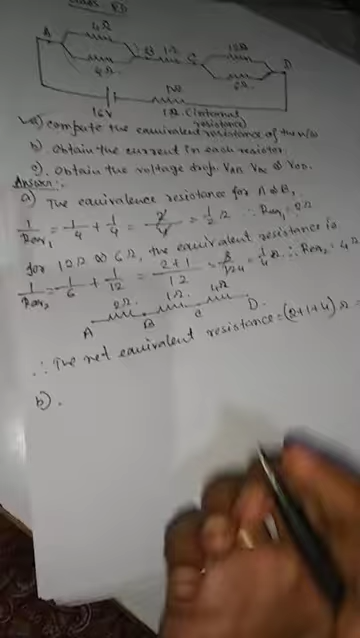 4Ω
12Ω
A B 1Ω C D
4Ω 6Ω
16V 1Ω (internal
resistance)
a) compute the equivalent resistance of the n/w
b) obtain the current in each resistor.
c) obtain the voltage drop VAB VBC & VCD.
Answer:-
a) The equivalence resistance for A & B,
1/Req1 = 1/4 + 1/4 = 2/4 = 1/2 Ω ∴ Req1 = 2Ω
for 12Ω & 6Ω, the equivalent resistance is
1/Req2 = 1/6 + 1/12 = 2+1/12 = 3/12 4 = 1/4 Ω ∴ Req2 = 4Ω
2Ω 1Ω 4Ω
A B C D.
∴ The net equivalent resistance = (2+1+4) Ω =
b).